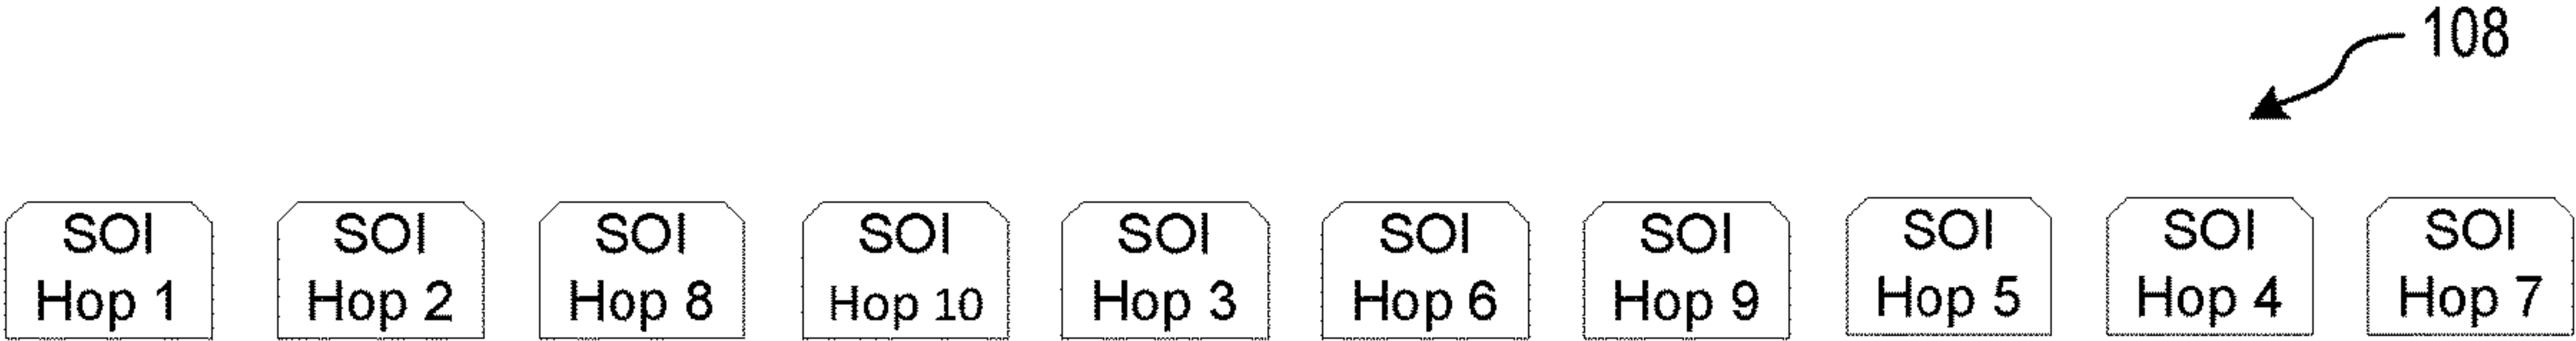 108
SOI SOI SOI SOI SOI SOI SOI SOI SOI SOI
Hop 1 Hop 2 Hop 8 Hop 10 Hop 3 Hop 6 Hop 9 Hop 5 Hop 4 Hop 7